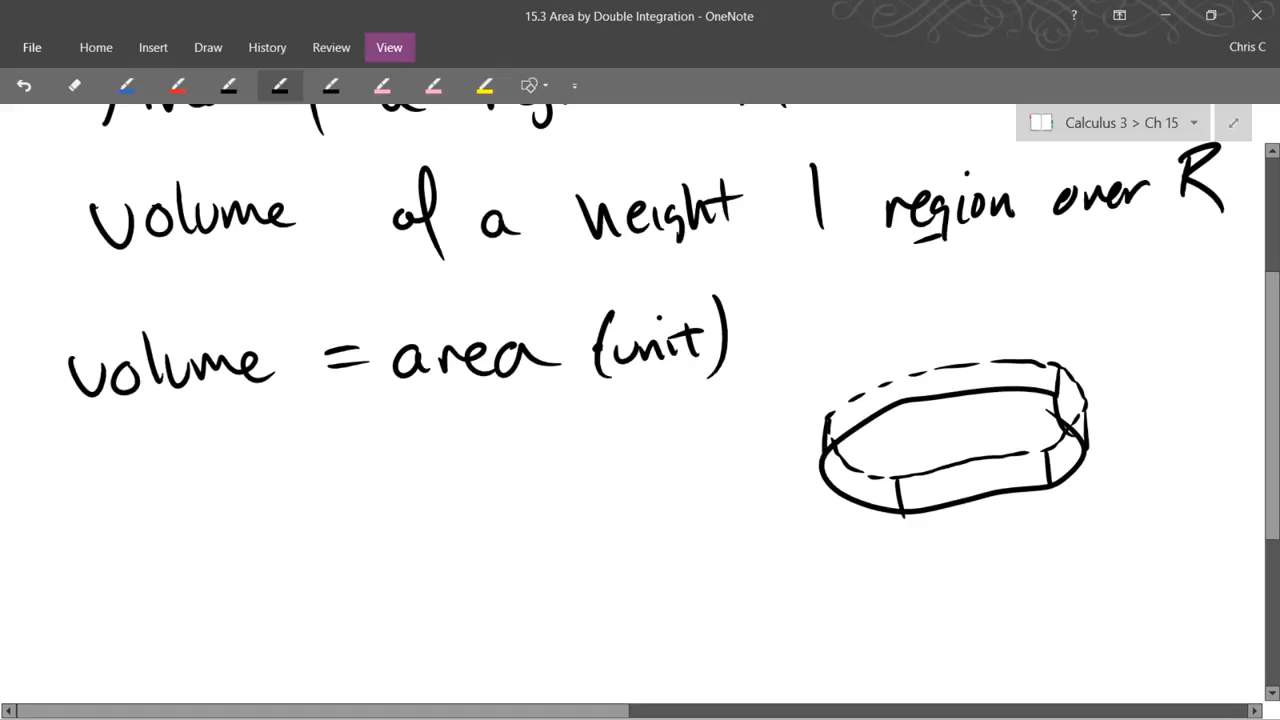 15.3 Area by Double Integration - OneNote
?
File Home Insert Draw History Review View
Chris C
Calculus 3 > Ch 15
volume of a height 1 region over R
volume = area (unit)